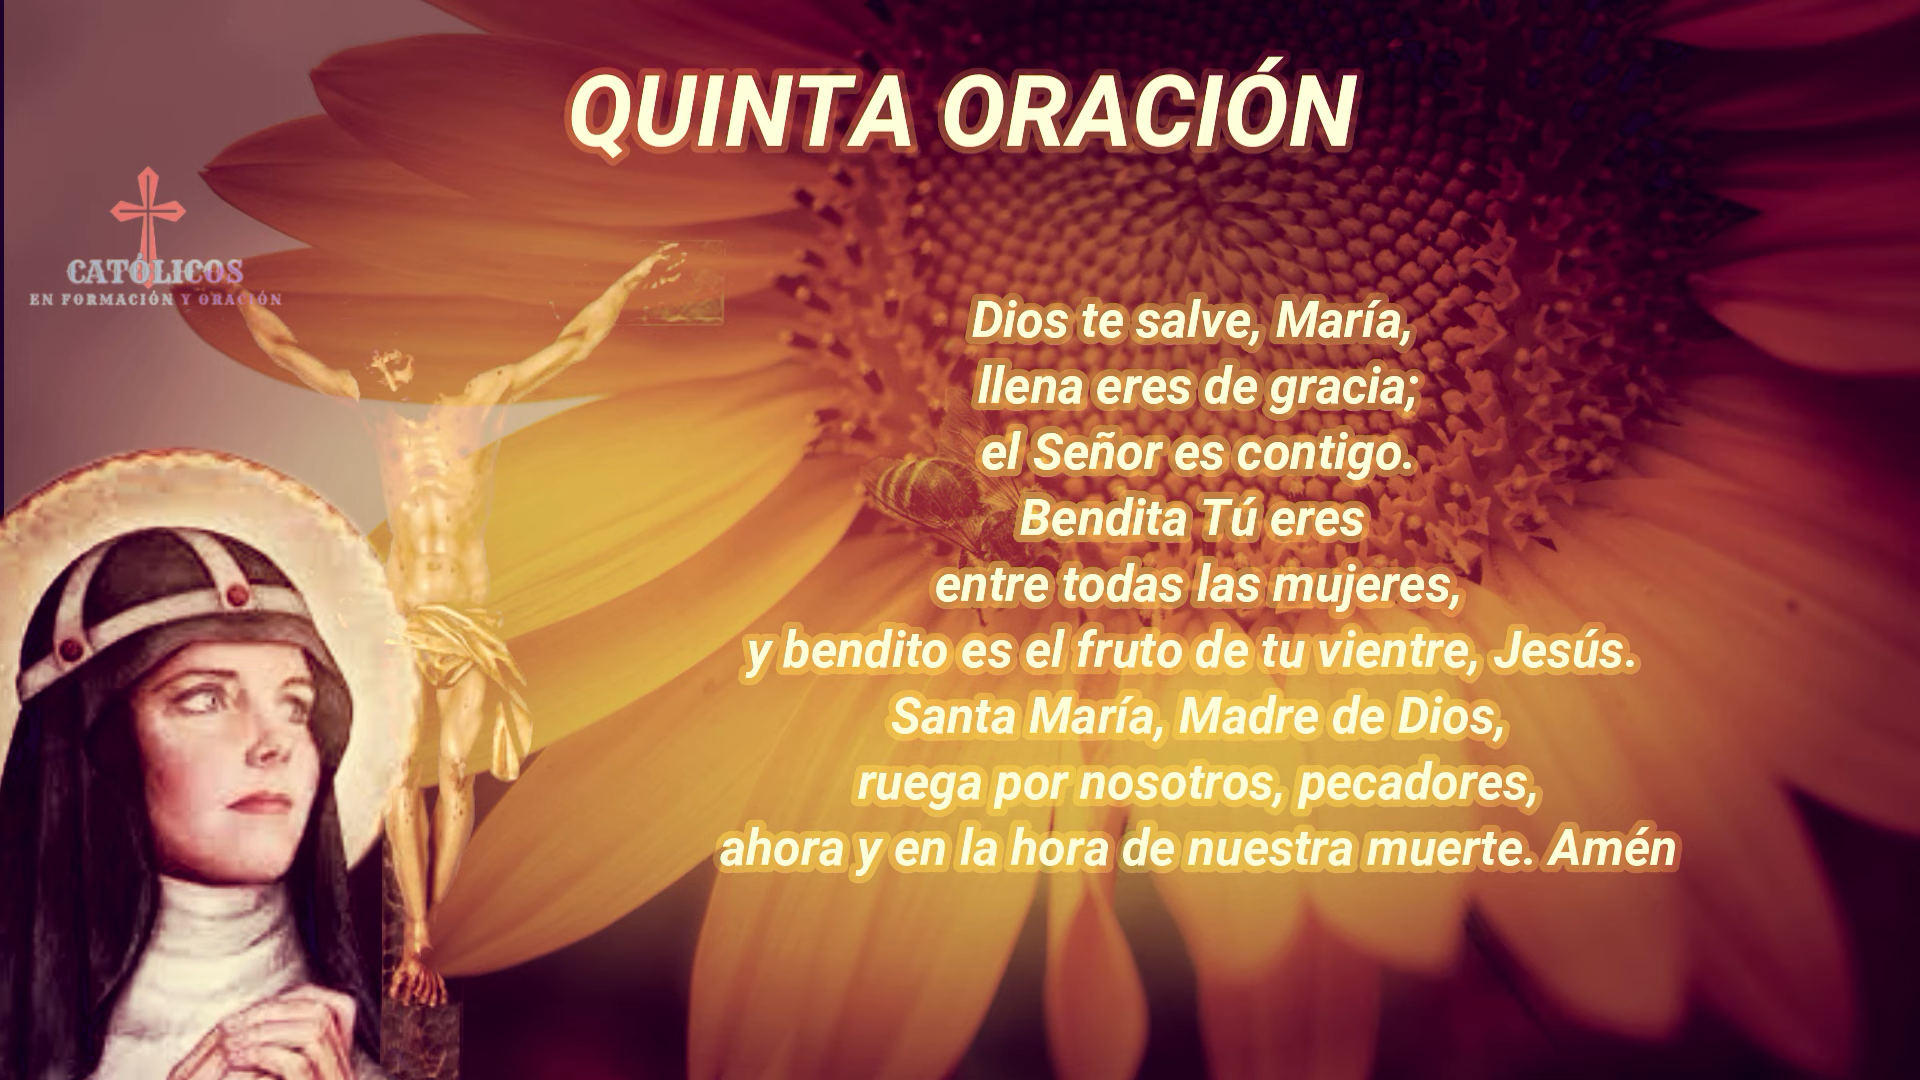 QUINTA ORACIÓN
CATÓLICOS
EN FORMACIÓN Y ORACIÓN
Dios te salve, María,
llena eres de gracia;
el Señor es contigo.
Bendita Tú eres
entre todas las mujeres,
y bendito es el fruto de tu vientre, Jesús.
Santa María, Madre de Dios,
ruega por nosotros, pecadores,
ahora y en la hora de nuestra muerte. Amén